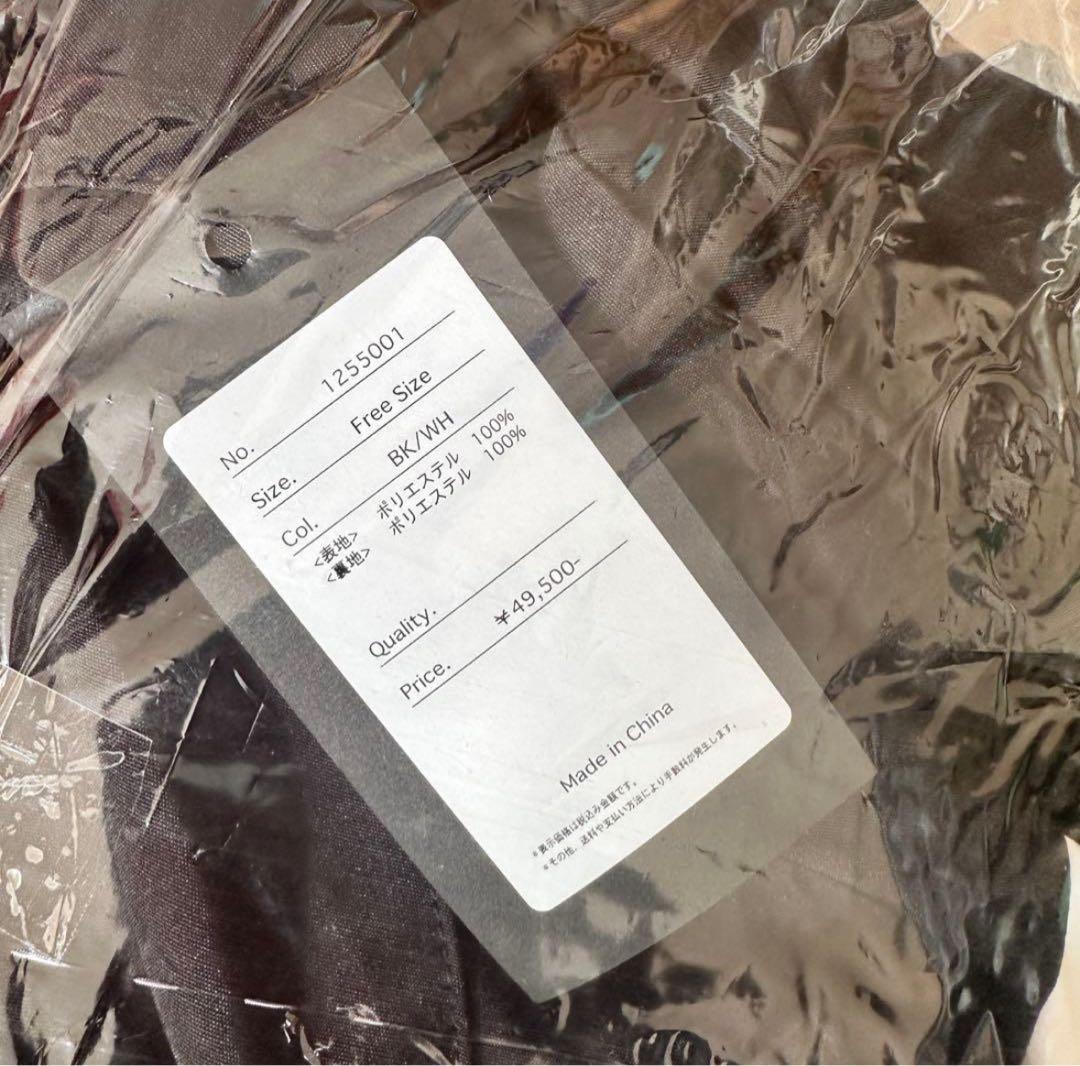 No. 1255001
Size. Free Size
Col. BK/WH
<表地> ポリエステル 100%
<裏地> ポリエステル 100%
Quality.
Price. ¥49,500-
Made in China
※表示価格は税込み金額です。
※その他、送料や支払い方法により手数料が発生します。